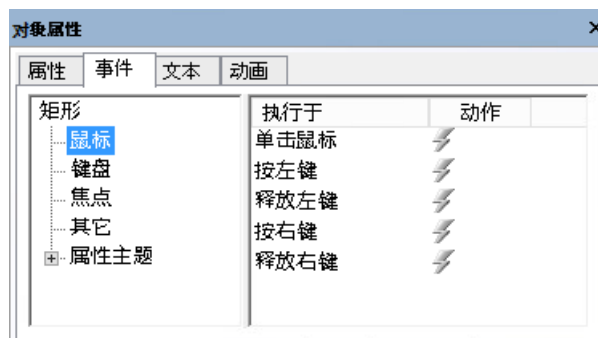 对象属性
属性 事件 文本 动画
矩形
鼠标
键盘
焦点
其它
属性主题
执行于 动作
单击鼠标
按左键
释放左键
按右键
释放右键